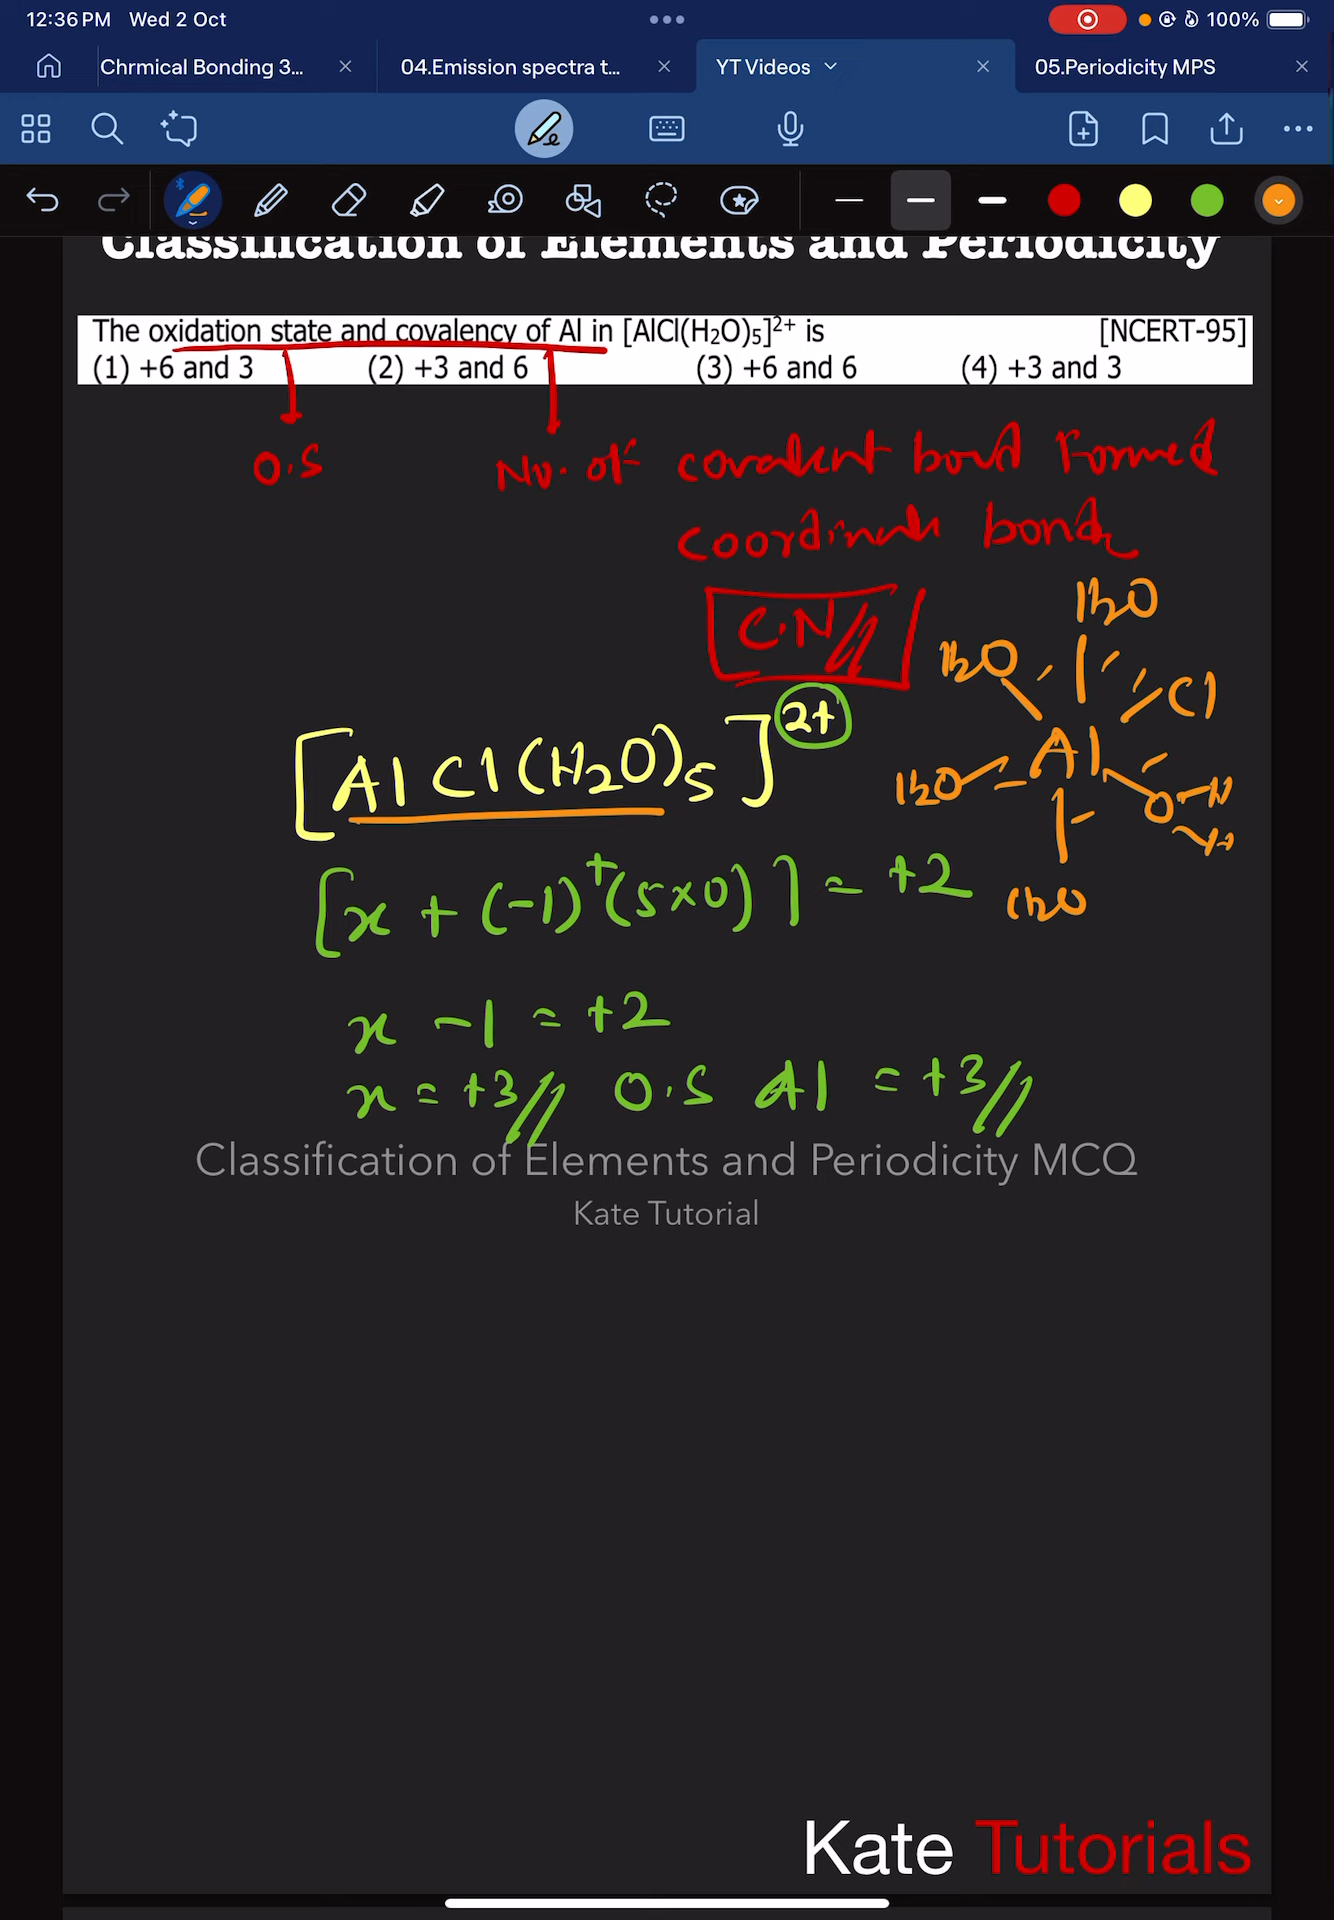 12:36 PM Wed 2 Oct
100%
Chrmical Bonding 3...
04.Emission spectra t...
YT Videos
05.Periodicity MPS
Classification of Elements and Periodicity
The oxidation state and covalency of Al in [AlCl(H₂O)₅]²⁺ is [NCERT-95]
(1) +6 and 3 (2) +3 and 6 (3) +6 and 6 (4) +3 and 3
O.S No. of covalent bond Formed
coordinate bond
C.N
H2O
H2O Cl
[AlCl(H₂O)₅]²⁺
Al
H2O O H
H
[x + (-1) + (5×0)] = +2
H2O
x - 1 = +2
x = +3// O.S Al = +3//
Classification of Elements and Periodicity MCQ
Kate Tutorial
Kate Tutorials